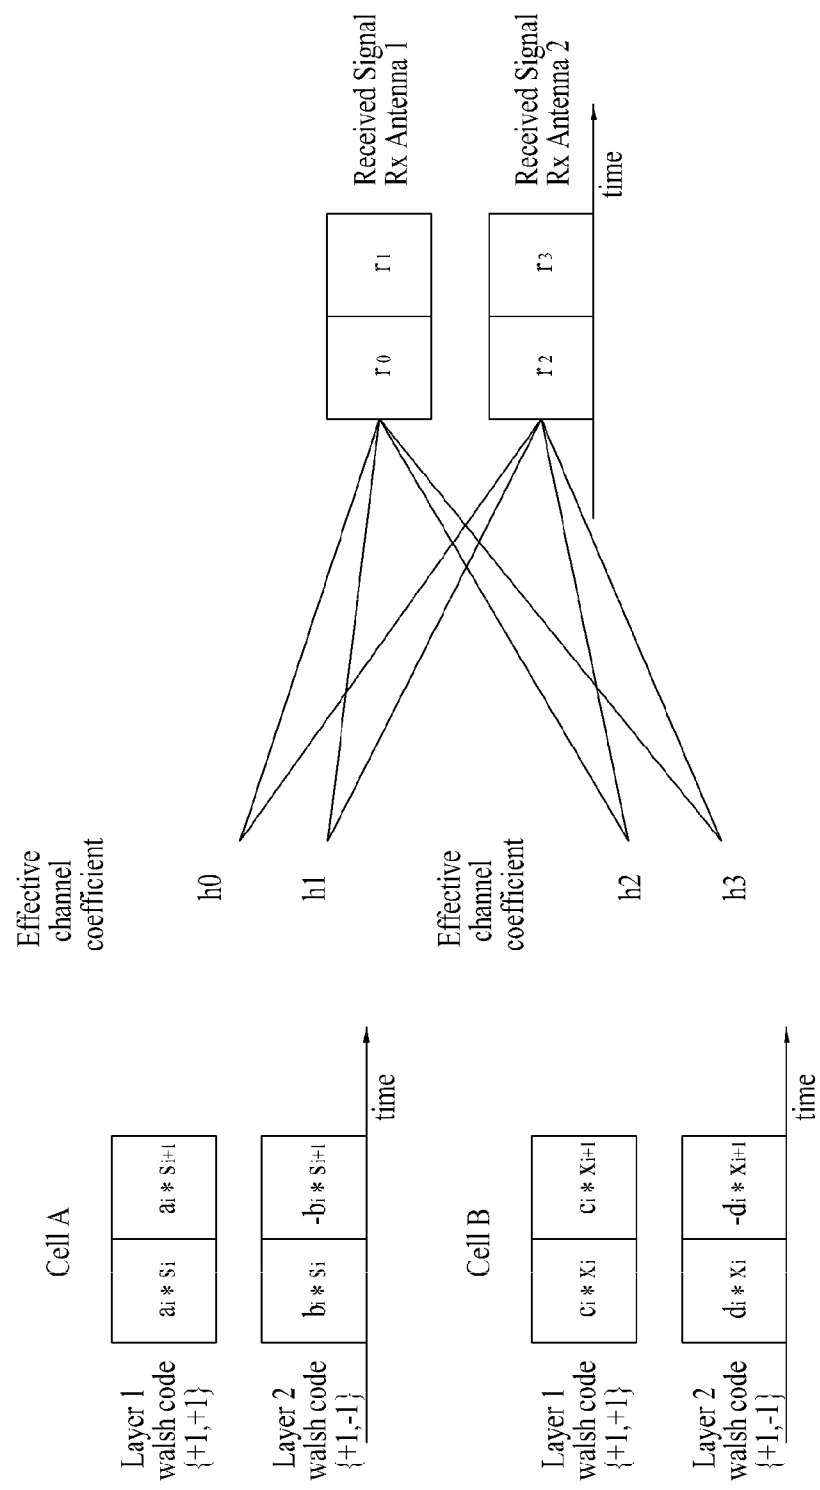 Cell A
Layer 1
walsh code
{+1,+1}
ai * si
ai * si+1
Layer 2
walsh code
{+1,-1}
bi * si
-bi * si+1
time
Cell B
Layer 1
walsh code
{+1,+1}
ci * xi
ci * xi+1
Layer 2
walsh code
{+1,-1}
di * xi
-di * xi+1
time
Effective
channel
coefficient
h0
h1
Effective
channel
coefficient
h2
h3
r0
r1
Received Signal
Rx Antenna 1
r2
r3
Received Signal
Rx Antenna 2
time